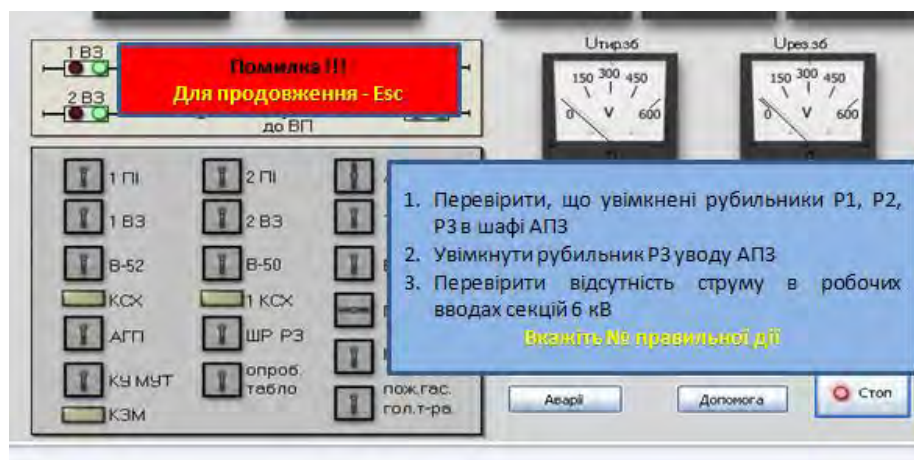 Uтир.зб
Uрез.зб
1 ВЗ
Помилка !!!
Для продовження - Esc
2 ВЗ
до ВП
150 300 450
0 V 600
150 300 450
0 V 600
1 ПІ
2 ПІ
1 ВЗ
2 ВЗ
В-52
В-50
КСХ
1 КСХ
АГП
ШР РЗ
КУ МУТ
опроб.
табло
КЗМ
пож.гас.
гол.т-ра
1. Перевірити, що увімкнені рубильники Р1, Р2,
Р3 в шафі АПЗ
2. Увімкнути рубильник Р3 уводу АПЗ
3. Перевірити відсутність струму в робочих
вводах секцій 6 кВ
Вкажіть № правильної дії
Аварії
Допомога
Стоп